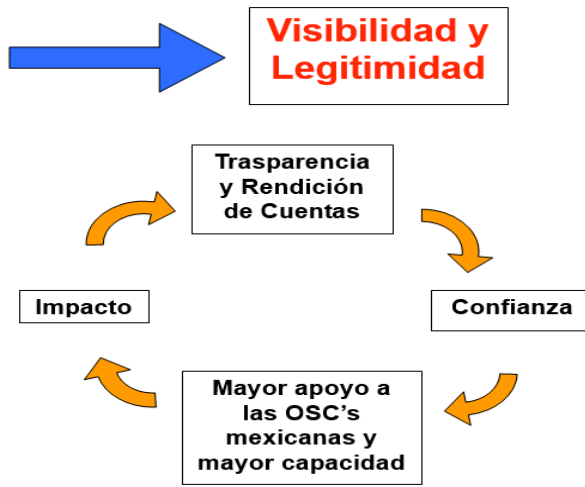 Visibilidad y
Legitimidad
Trasparencia
y Rendición
de Cuentas
Impacto
Confianza
Mayor apoyo a
las OSC’s
mexicanas y
mayor capacidad